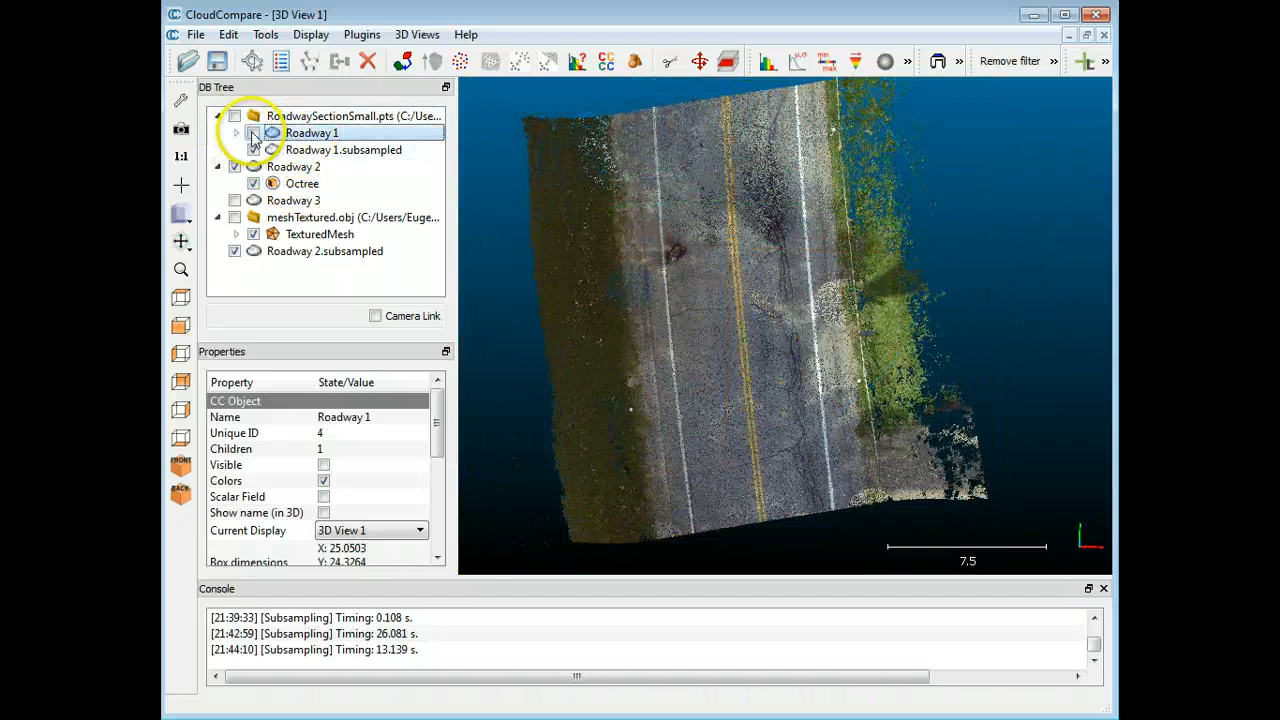 CloudCompare - [3D View 1]
File Edit Tools Display Plugins 3D Views Help
CC
CC
min
max
Remove filter
DB Tree
RoadwaySectionSmall.pts (C:/Use...
Roadway 1
Roadway 1.subsampled
Roadway 2
Octree
Roadway 3
meshTextured.obj (C:/Users/Euge...
TexturedMesh
Roadway 2.subsampled
1:1
FRONT
BACK
Camera Link
Properties
Property State/Value
CC Object
Name Roadway 1
Unique ID 4
Children 1
Visible
Colors
Scalar Field
Show name (in 3D)
Current Display 3D View 1
X: 25.0503
Box dimensions Y: 24.3264
7.5
Console
[21:39:33] [Subsampling] Timing: 0.108 s.
[21:42:59] [Subsampling] Timing: 26.081 s.
[21:44:10] [Subsampling] Timing: 13.139 s.